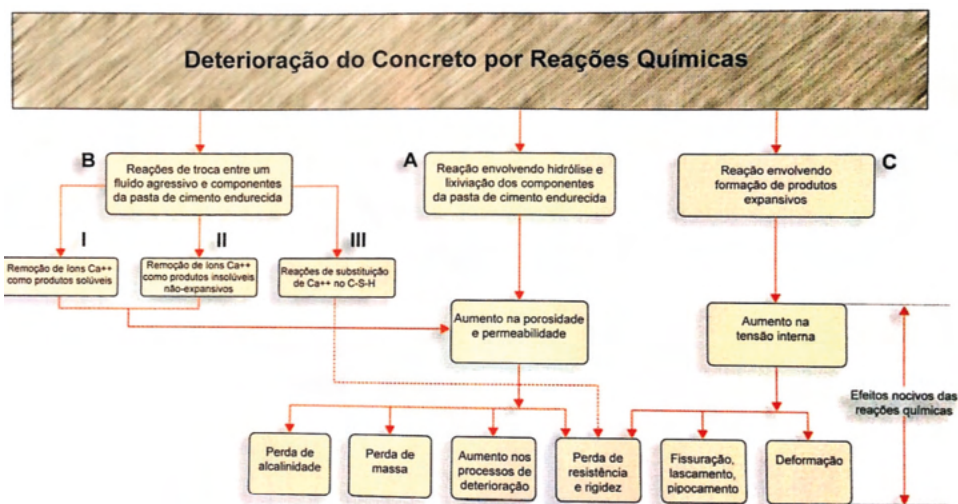 Deterioração do Concreto por Reações Químicas
B
Reações de troca entre um
fluido agressivo e componentes
da pasta de cimento endurecida
A
Reação envolvendo hidrólise e
lixiviação dos componentes
da pasta de cimento endurecida
C
Reação envolvendo
formação de produtos
expansivos
I
II
III
Remoção de íons Ca++
como produtos solúveis
Remoção de íons Ca++
como produtos insolúveis
não-expansivos
Reações de substituição
de Ca++ no C-S-H
Aumento na porosidade
e permeabilidade
Aumento na
tensão interna
Efeitos nocivos das
reações químicas
Perda de
alcalinidade
Perda de
massa
Aumento nos
processos de
deterioração
Perda de
resistência
e rigidez
Fissuração,
lascamento,
pipocamento
Deformação